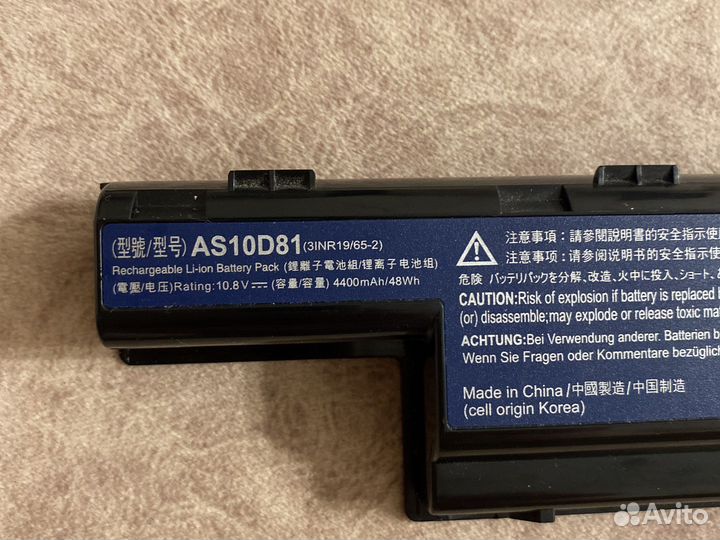 (型號/型号) AS10D81 (3INR19/65-2)
Rechargeable Li-ion Battery Pack (鋰離子電池組/锂离子电池组)
(電壓/电压) Rating: 10.8V⎓ (容量/容量) 4400mAh/48Wh
注意事項：請參閱說明書的安全指示使用
注意事项：请参阅说明书的安全指示使
危険 バッテリパックを分解、改造、火中に投入、ショート、
CAUTION:Risk of explosion if battery is replaced
(or) disassemble;may explode or release toxic
ACHTUNG:Bei Verwendung anderer. Batterien
Wenn Sie Fragen oder Kommentare bezüglic
Made in China/中國製造/中国制造
(cell origin Korea)
Avito